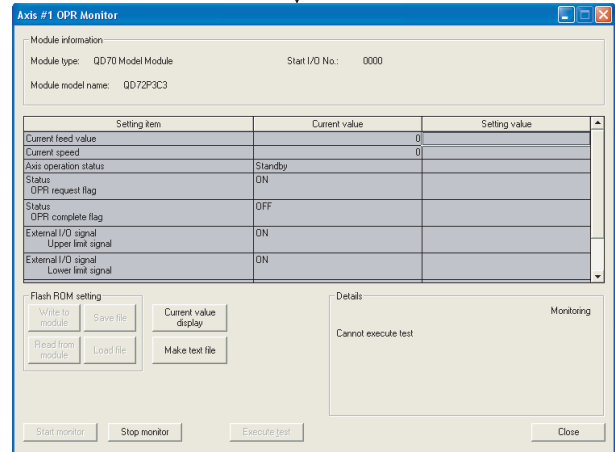 Axis #1 OPR Monitor
Module information
Module type: QD70 Model Module Start I/O No.: 0000
Module model name: QD72P3C3
Setting item Current value Setting value
Current feed value 0
Current speed 0
Axis operation status Standby
Status ON
OPR request flag
Status OFF
OPR complete flag
External I/O signal ON
Upper limit signal
External I/O signal ON
Lower limit signal
Flash ROM setting
Write to module
Save file
Current value display
Read from module
Load file
Make text file
Details
Monitoring
Cannot execute test
Start monitor Stop monitor Execute test Close